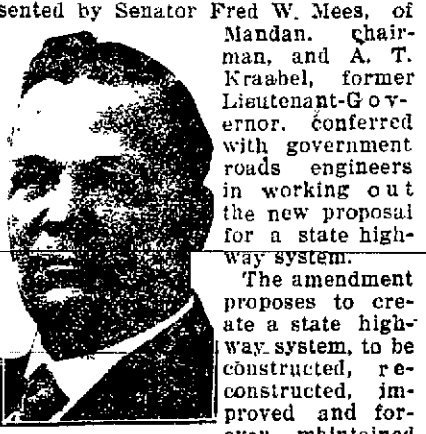 sented by Senator Fred W. Mees, of
Mandan, chair-
man, and A. T.
Kraabel, former
Lieutenant-Gov-
ernor, conferred
with government
roads engineers
in working out
the new proposal
for a state high-
way system.
The amendment
proposes to cre-
ate a state high-
way system, to be
constructed, re-
constructed, im-
proved and for-
ever maintained